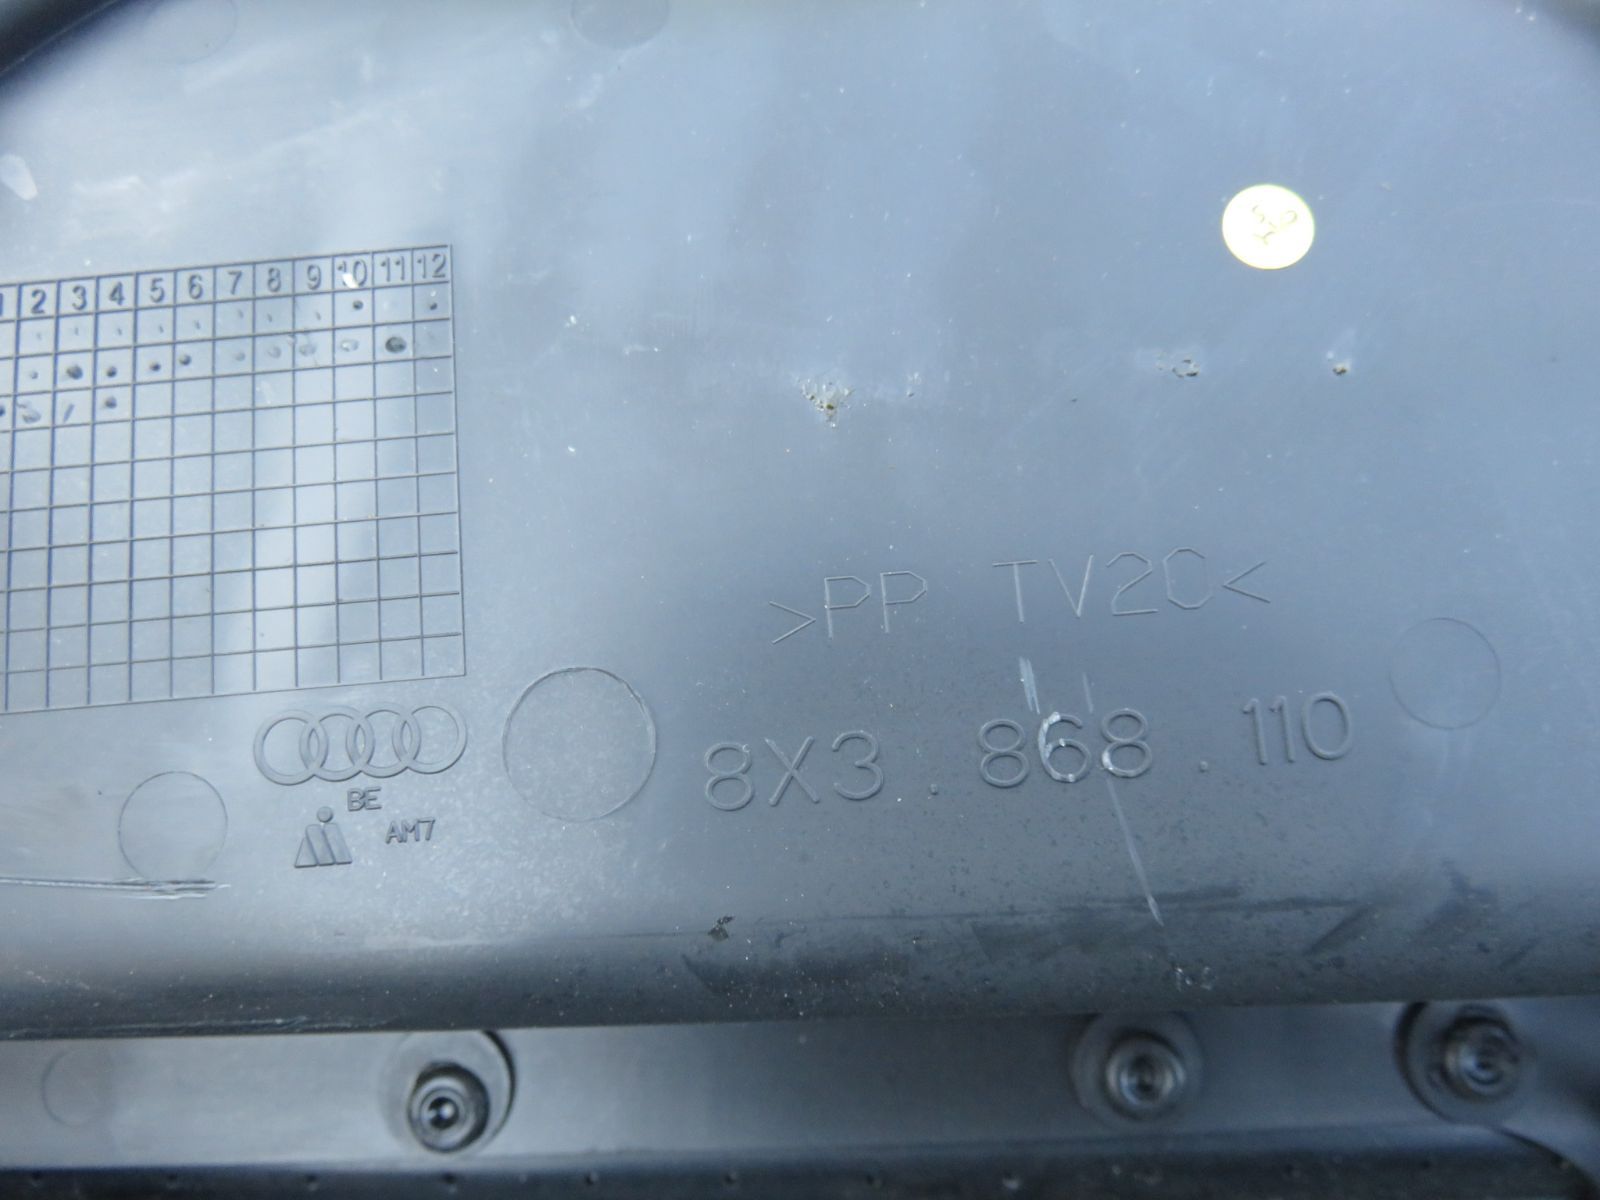 1 2 3 4 5 6 7 8 9 10 11 12
>PP TV20<
8X3 . 868 . 110
BE
AM7